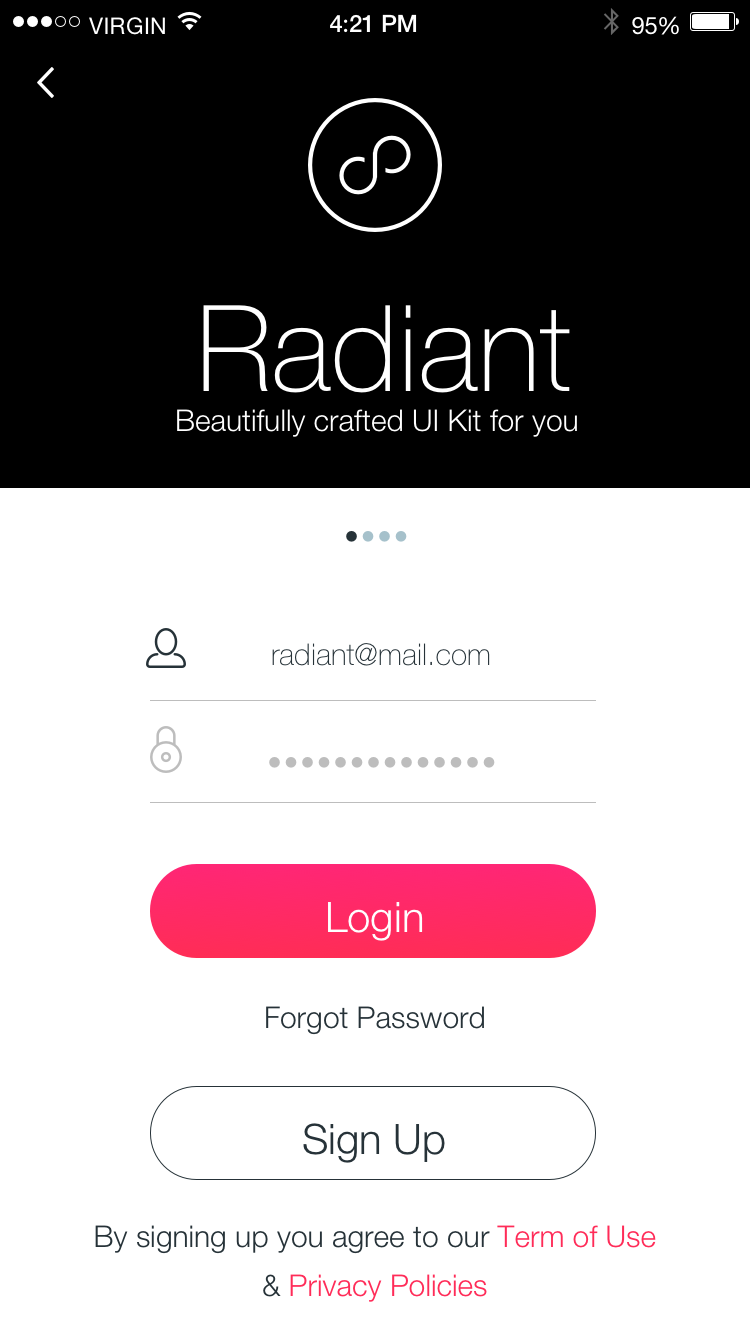 VIRGIN 4:21 PM 95%
Radiant
Beautifully crafted UI Kit for you
radiant@mail.com
••••••••••••••
Login
Forgot Password
Sign Up
By signing up you agree to our Term of Use
& Privacy Policies